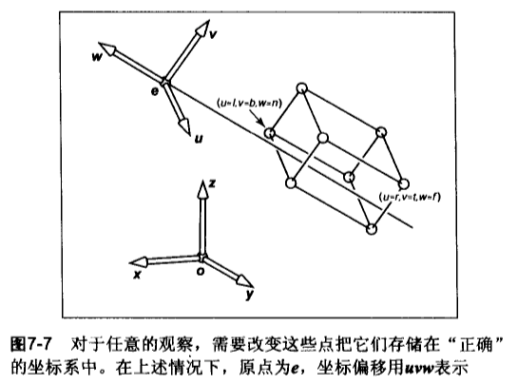 v
w
e
u
(u=l,v=b,w=n)
(u=r,v=t,w=f)
z
x
o
y
图7-7 对于任意的观察，需要改变这些点把它们存储在“正确”
的坐标系中。在上述情况下，原点为e，坐标偏移用uvw表示